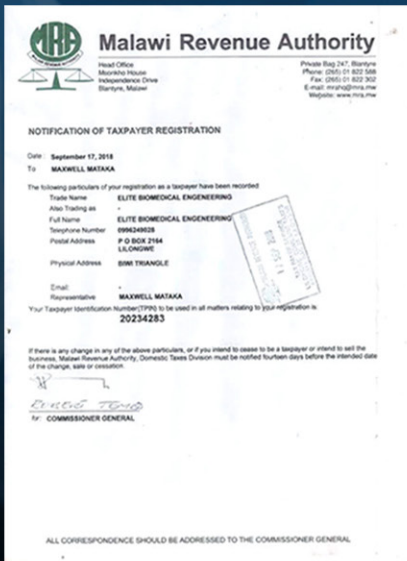 MRA
Malawi Revenue Authority
Head Office
Msonkho House
Independence Drive
Blantyre, Malawi
Private Bag 247, Blantyre
Phone: (265) 01 822 588
Fax: (265) 01 822 302
E-mail: mrahq@mra.mw
Website: www.mra.mw
NOTIFICATION OF TAXPAYER REGISTRATION
Date : September 17, 2018
To MAXWELL MATAKA
The following particulars of your registration as a taxpayer have been recorded
Trade Name ELITE BIOMEDICAL ENGENEERING
Also Trading as -
Full Name ELITE BIOMEDICAL ENGENEERING
Telephone Number 0996249028
Postal Address P O BOX 2164
LILONGWE
Physical Address BIWI TRIANGLE
Email: -
Representative MAXWELL MATAKA
Your Taxpayer Identification Number(TPIN) to be used in all matters relating to your registration is:
20234283
If there is any change in any of the above particulars, or if you intend to cease to be a taxpayer or intend to sell the
business, Malawi Revenue Authority, Domestic Taxes Division must be notified fourteen days before the intended date
of the change, sale or cessation
for: COMMISSIONER GENERAL
ALL CORRESPONDENCE SHOULD BE ADDRESSED TO THE COMMISSIONER GENERAL